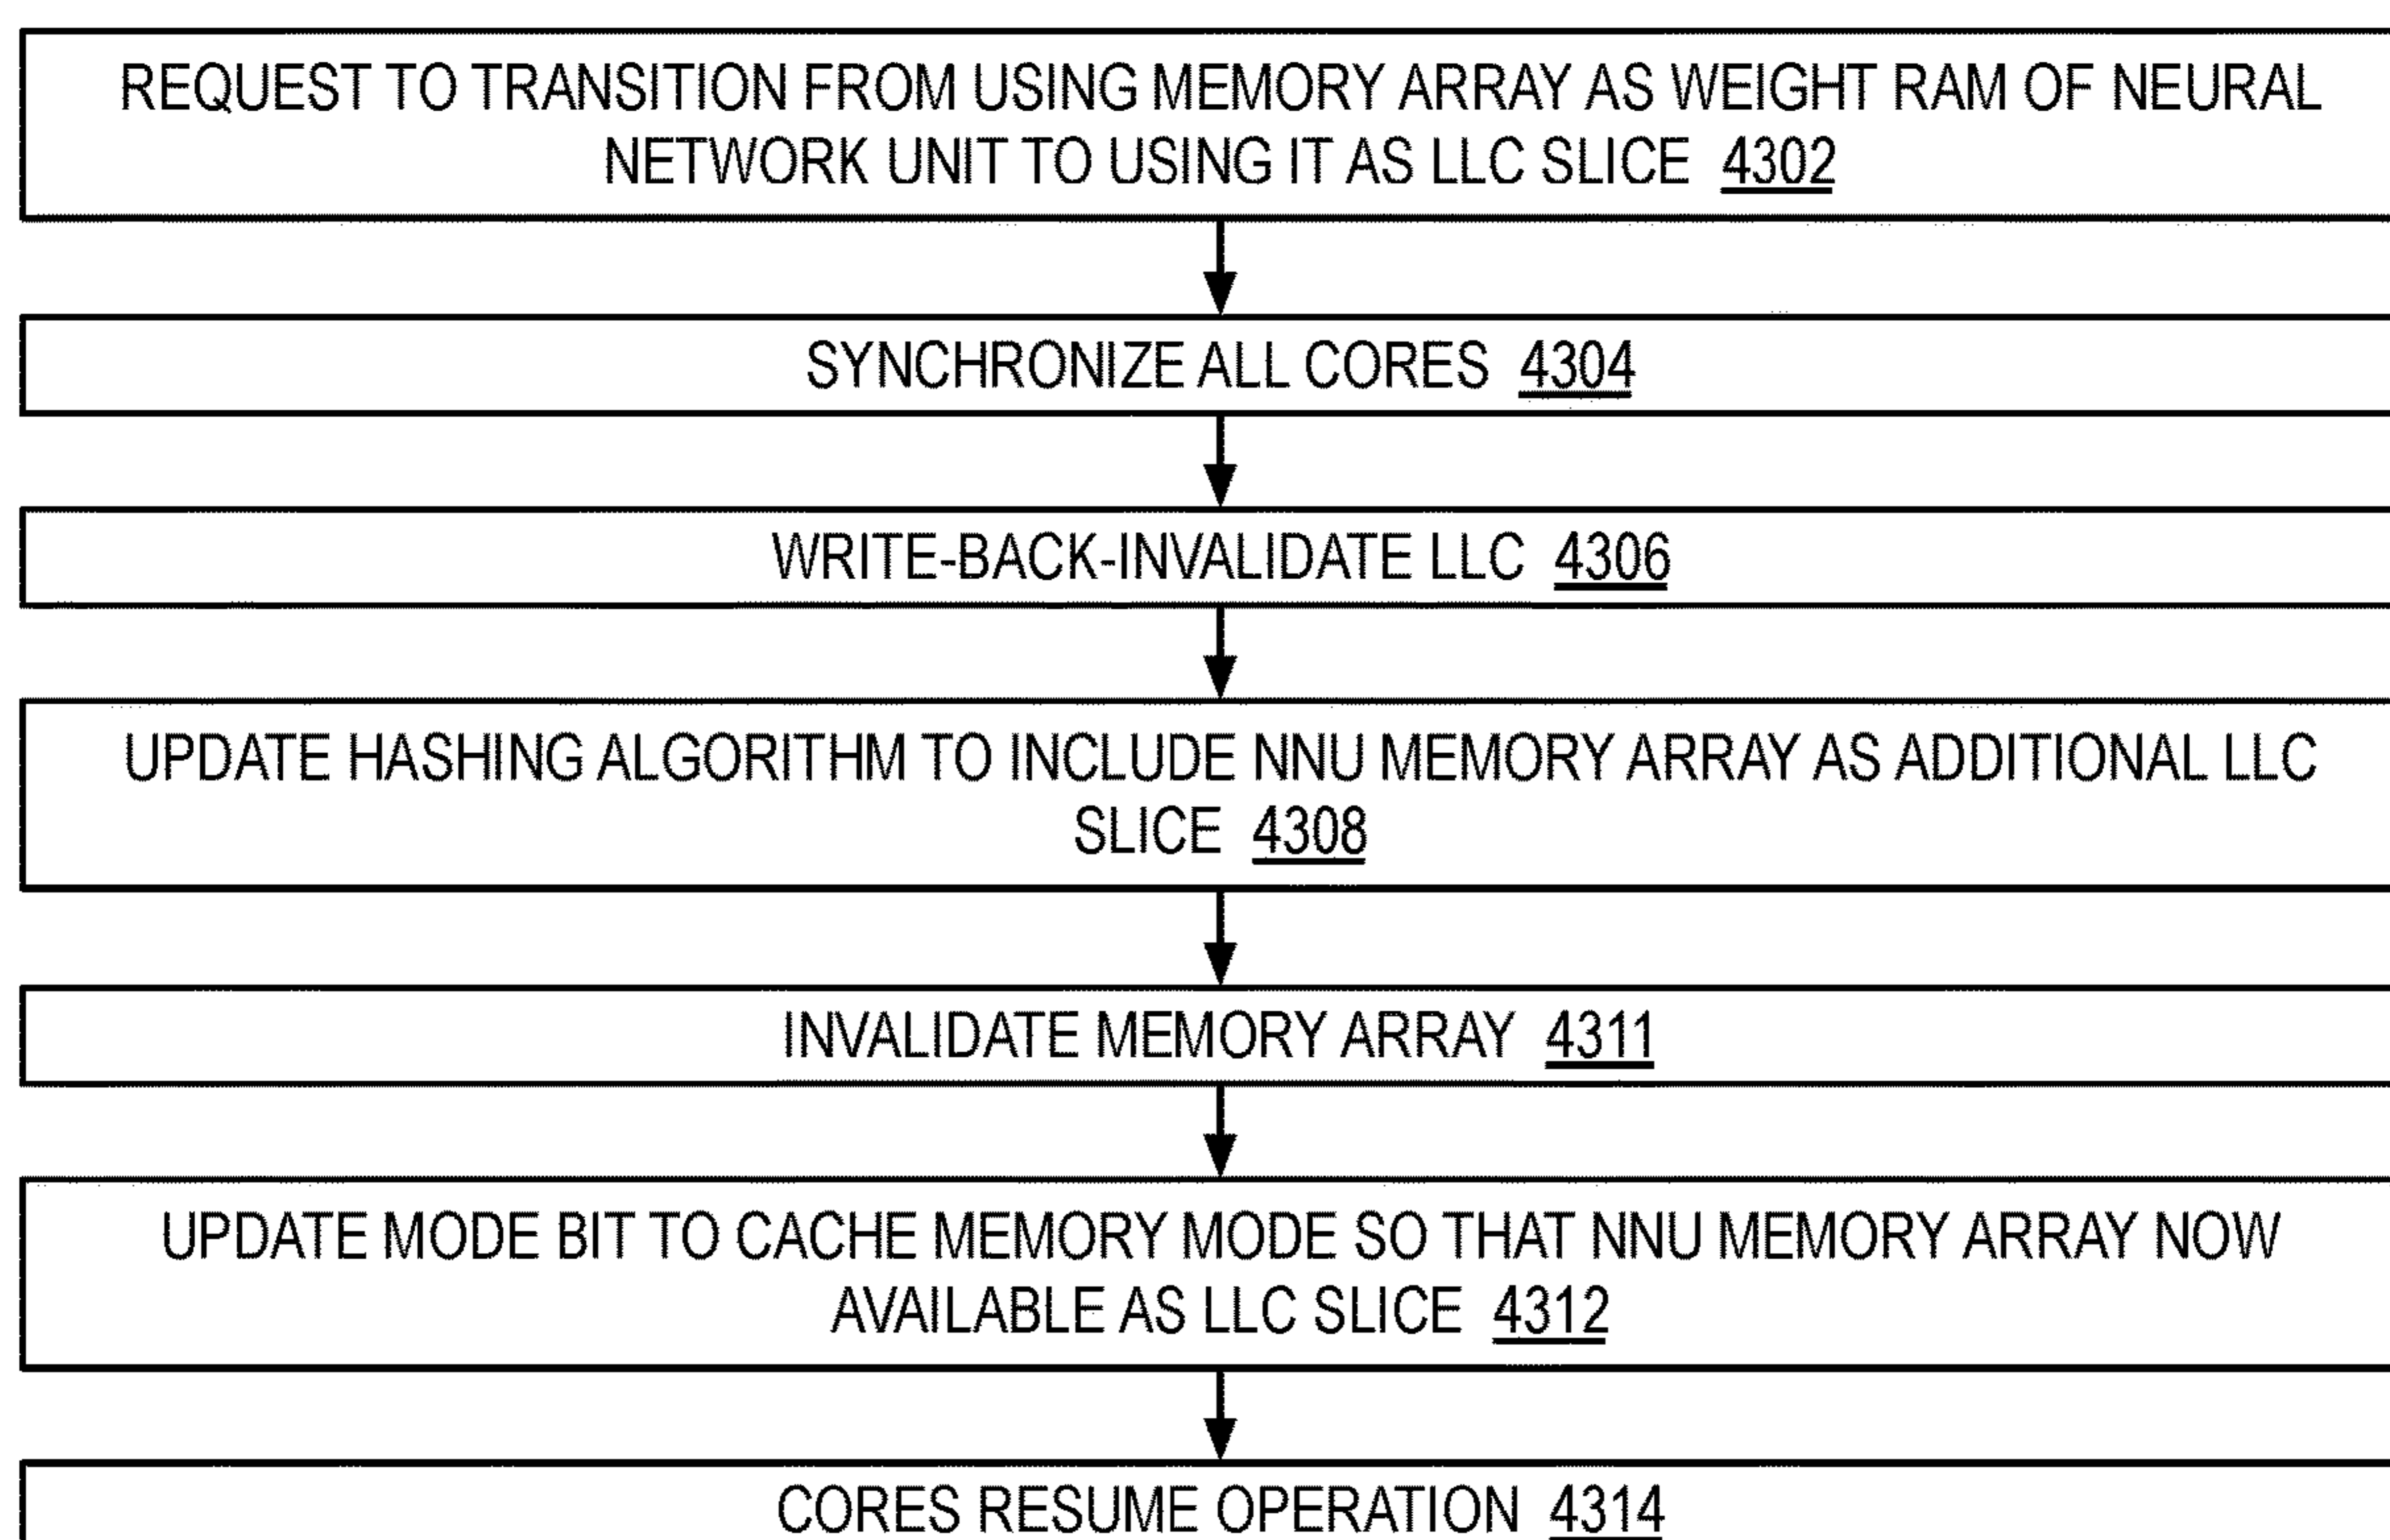 REQUEST TO TRANSITION FROM USING MEMORY ARRAY AS WEIGHT RAM OF NEURAL
NETWORK UNIT TO USING IT AS LLC SLICE 4302
SYNCHRONIZE ALL CORES 4304
WRITE-BACK-INVALIDATE LLC 4306
UPDATE HASHING ALGORITHM TO INCLUDE NNU MEMORY ARRAY AS ADDITIONAL LLC
SLICE 4308
INVALIDATE MEMORY ARRAY 4311
UPDATE MODE BIT TO CACHE MEMORY MODE SO THAT NNU MEMORY ARRAY NOW
AVAILABLE AS LLC SLICE 4312
CORES RESUME OPERATION 4314